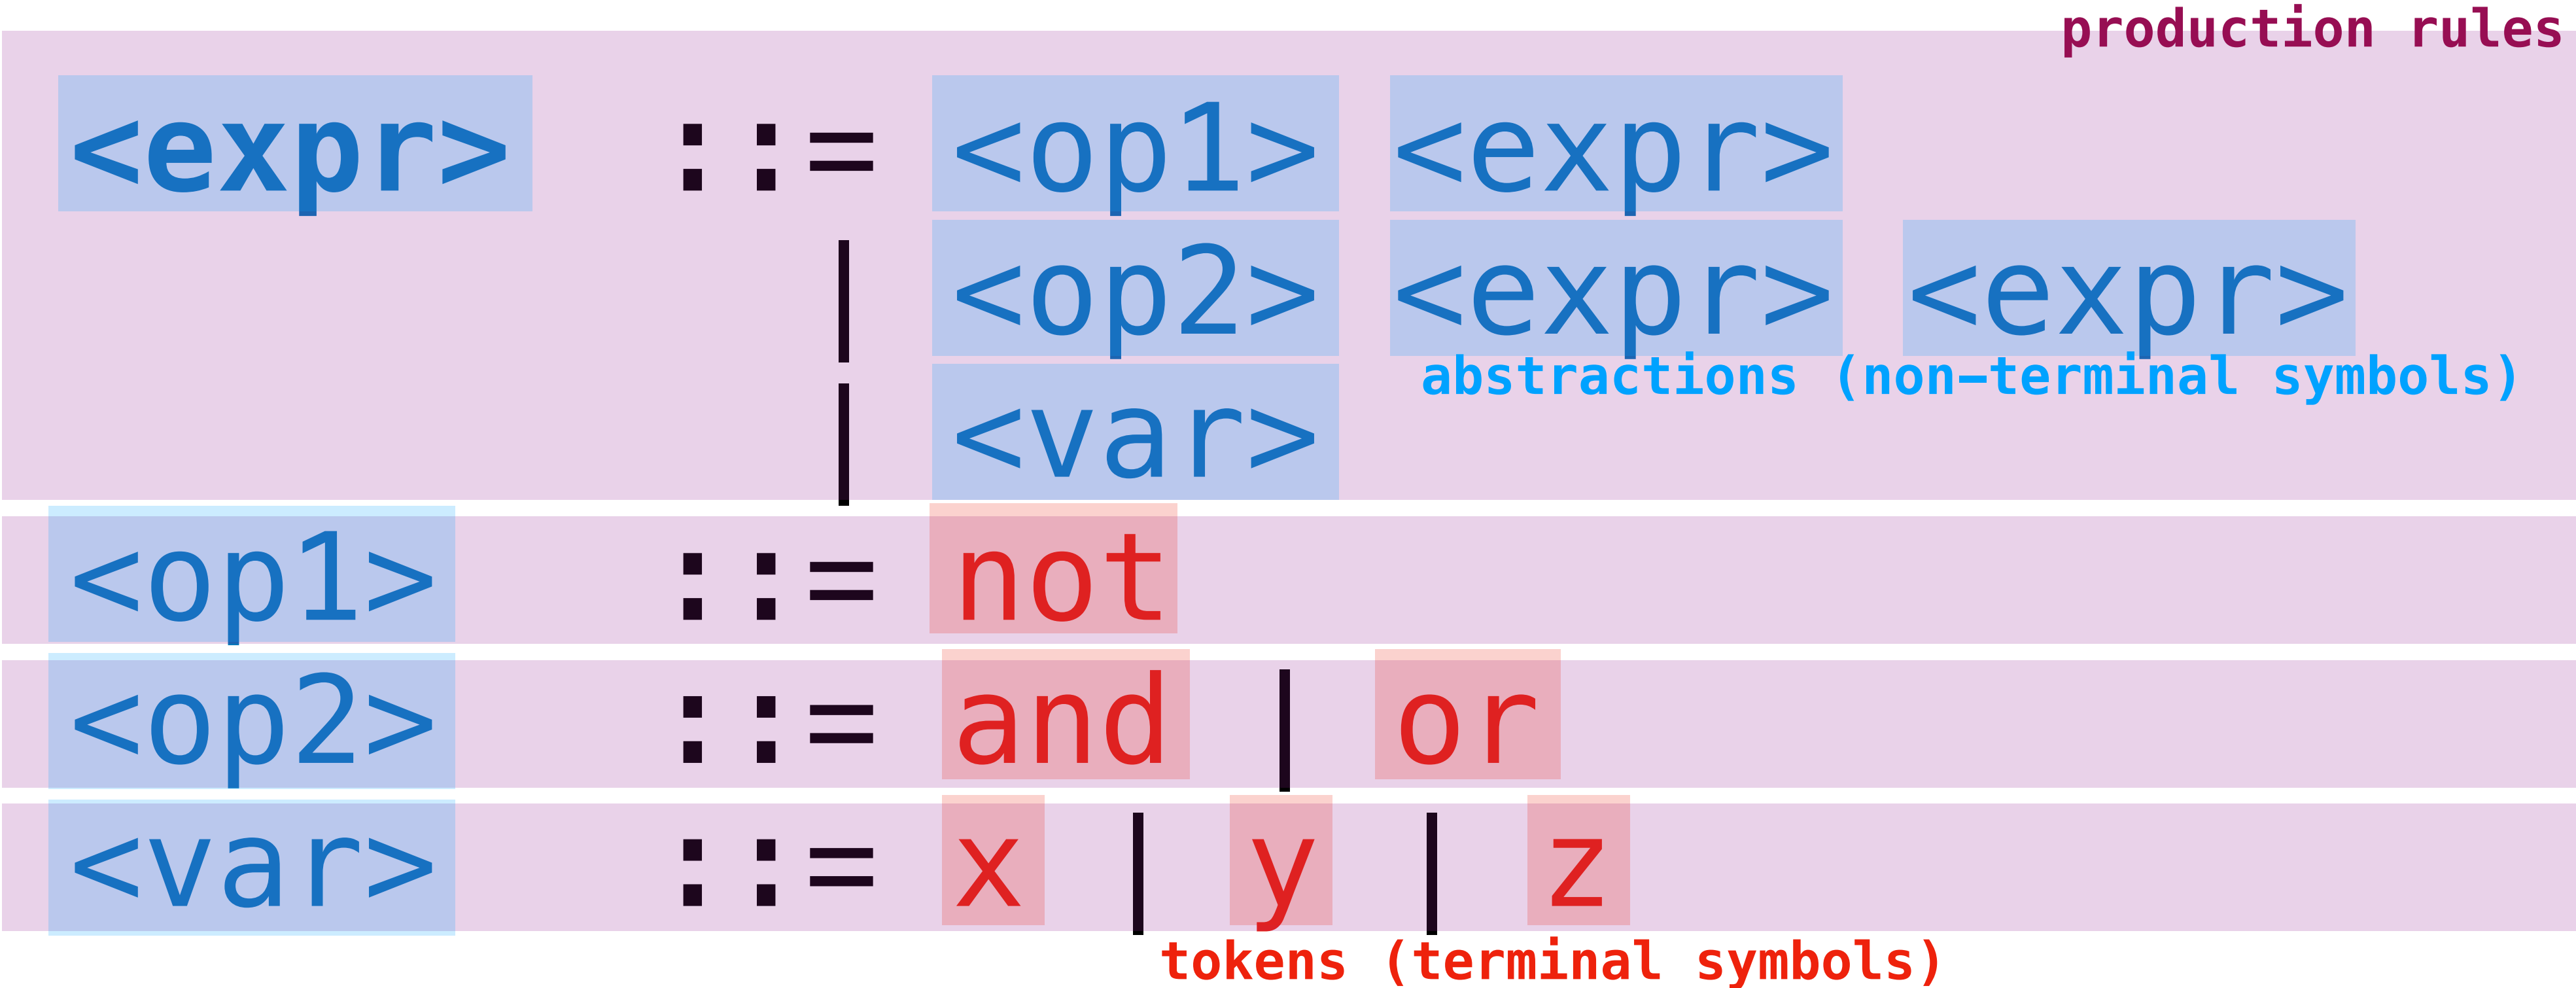 production rules
<expr> ::= <op1> <expr>
| <op2> <expr> <expr>
abstractions (non-terminal symbols)
| <var>
<op1> ::= not
<op2> ::= and | or
<var> ::= x | y | z
tokens (terminal symbols)